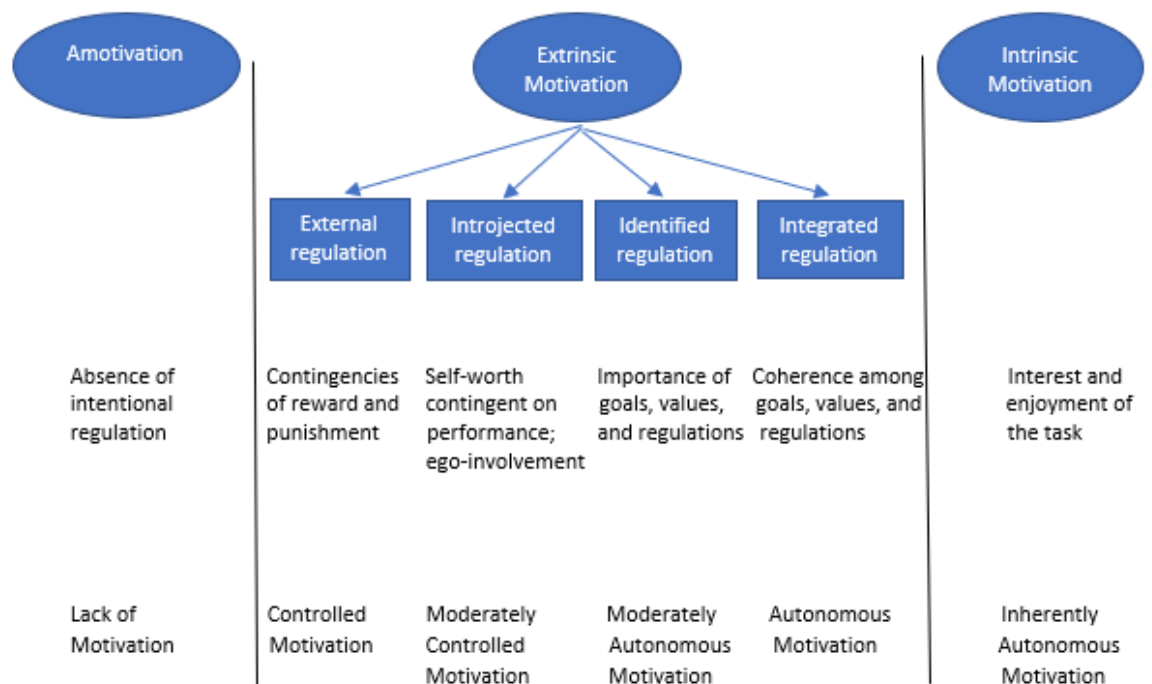 Amotivation
Extrinsic
Motivation
Intrinsic
Motivation
External
regulation
Introjected
regulation
Identified
regulation
Integrated
regulation
Absence of
intentional
regulation
Contingencies
of reward and
punishment
Self-worth
contingent on
performance;
ego-involvement
Importance of
goals, values,
and regulations
Coherence among
goals, values, and
regulations
Interest and
enjoyment of
the task
Lack of
Motivation
Controlled
Motivation
Moderately
Controlled
Motivation
Moderately
Autonomous
Motivation
Autonomous
Motivation
Inherently
Autonomous
Motivation